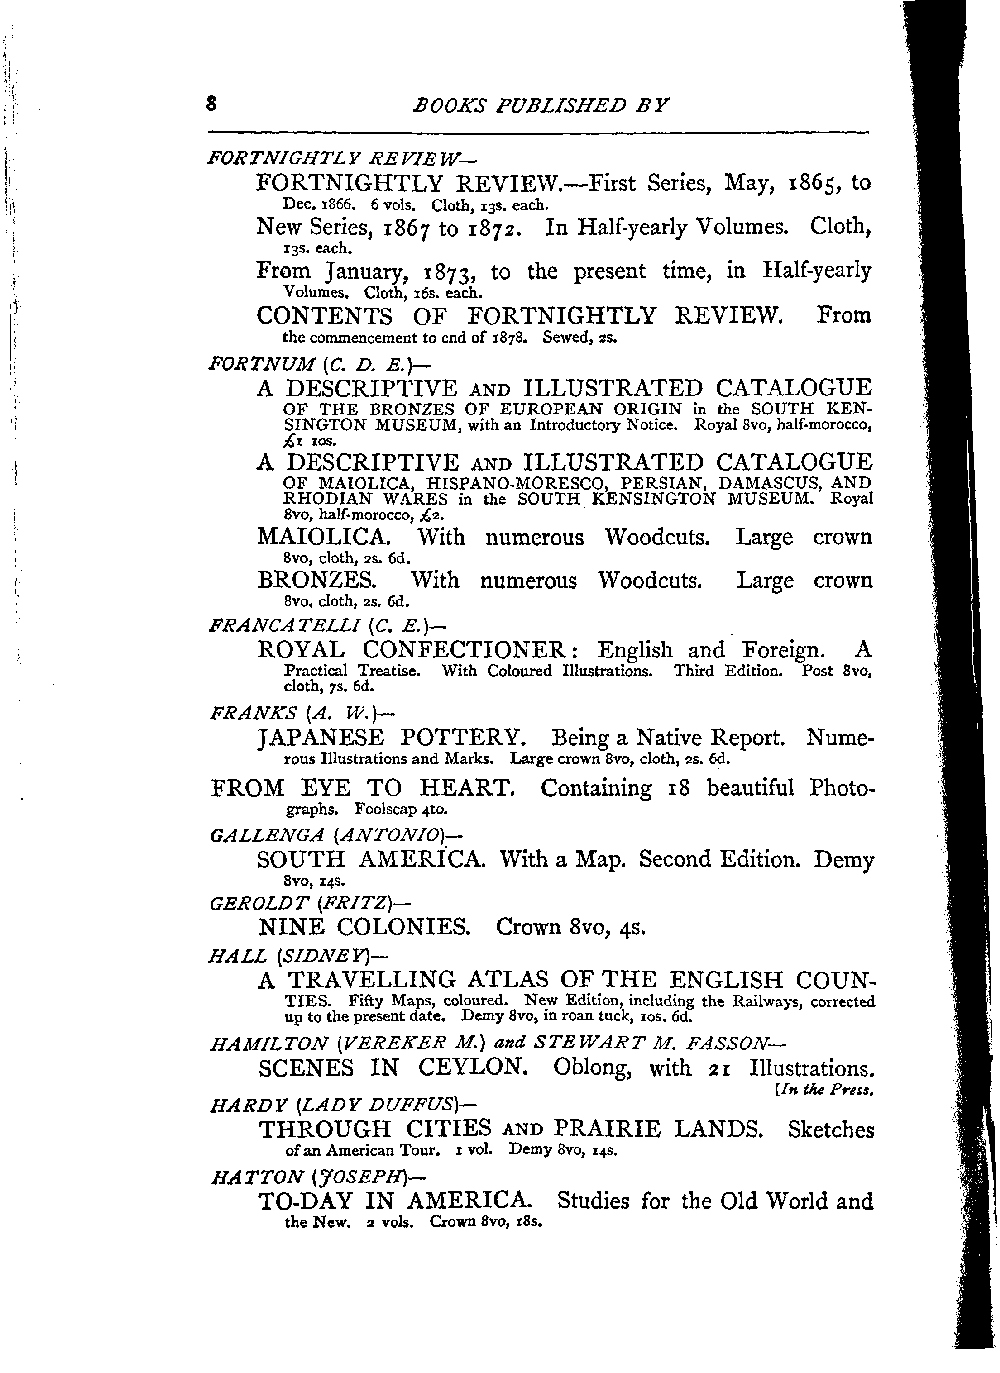 8 BOOKS PUBLISHED BY
FORTNIGHTLY REVIEW—
FORTNIGHTLY REVIEW.—First Series, May, 1865, to
Dec. 1866. 6 vols. Cloth, 13s. each.
New Series, 1867 to 1872. In Half-yearly Volumes. Cloth,
13s. each.
From January, 1873, to the present time, in Half-yearly
Volumes. Cloth, 16s. each.
CONTENTS OF FORTNIGHTLY REVIEW. From
the commencement to end of 1878. Sewed, 2s.
FORTNUM (C. D. E.)—
A DESCRIPTIVE AND ILLUSTRATED CATALOGUE
OF THE BRONZES OF EUROPEAN ORIGIN in the SOUTH KEN-
SINGTON MUSEUM, with an Introductory Notice. Royal 8vo, half-morocco,
£1 10s.
A DESCRIPTIVE AND ILLUSTRATED CATALOGUE
OF MAIOLICA, HISPANO-MORESCO, PERSIAN, DAMASCUS, AND
RHODIAN WARES in the SOUTH KENSINGTON MUSEUM. Royal
8vo, half-morocco, £2.
MAIOLICA. With numerous Woodcuts. Large crown
8vo, cloth, 2s. 6d.
BRONZES. With numerous Woodcuts. Large crown
8vo, cloth, 2s. 6d.
FRANCATELLI (C. E.)—
ROYAL CONFECTIONER: English and Foreign. A
Practical Treatise. With Coloured Illustrations. Third Edition. Post 8vo,
cloth, 7s. 6d.
FRANKS (A. W.)—
JAPANESE POTTERY. Being a Native Report. Nume-
rous Illustrations and Marks. Large crown 8vo, cloth, 2s. 6d.
FROM EYE TO HEART. Containing 18 beautiful Photo-
graphs. Foolscap 4to.
GALLENGA (ANTONIO)—
SOUTH AMERICA. With a Map. Second Edition. Demy
8vo, 14s.
GEROLDT (FRITZ)—
NINE COLONIES. Crown 8vo, 4s.
HALL (SIDNEY)—
A TRAVELLING ATLAS OF THE ENGLISH COUN-
TIES. Fifty Maps, coloured. New Edition, including the Railways, corrected
up to the present date. Demy 8vo, in roan tuck, 10s. 6d.
HAMILTON (VEREKER M.) and STEWART M. FASSON—
SCENES IN CEYLON. Oblong, with 21 Illustrations.
[In the Press.
HARDY (LADY DUFFUS)—
THROUGH CITIES AND PRAIRIE LANDS. Sketches
of an American Tour. 1 vol. Demy 8vo, 14s.
HATTON (JOSEPH)—
TO-DAY IN AMERICA. Studies for the Old World and
the New. 2 vols. Crown 8vo, 18s.